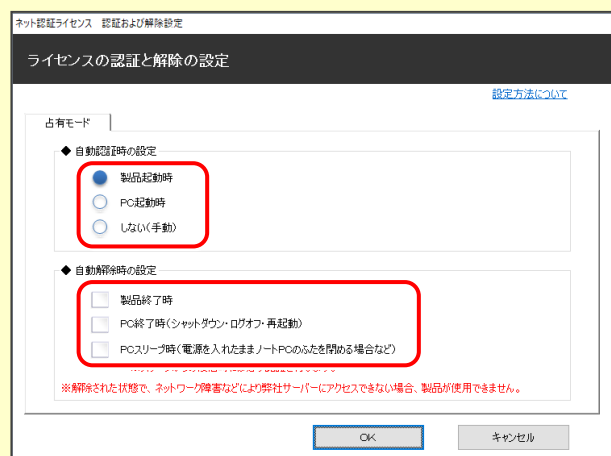 ネット認証ライセンス 認証および解除設定
ライセンスの認証と解除の設定
設定方法について
占有モード
◆ 自動認証時の設定
製品起動時
PC起動時
しない(手動)
◆ 自動解除時の設定
製品終了時
PC終了時(シャットダウン・ログオフ・再起動)
PCスリープ時(電源を入れたままノートPCのふたを閉める場合など)
※解除された状態で、ネットワーク障害などにより弊社サーバーにアクセスできない場合、製品が使用できません。
OK
キャンセル